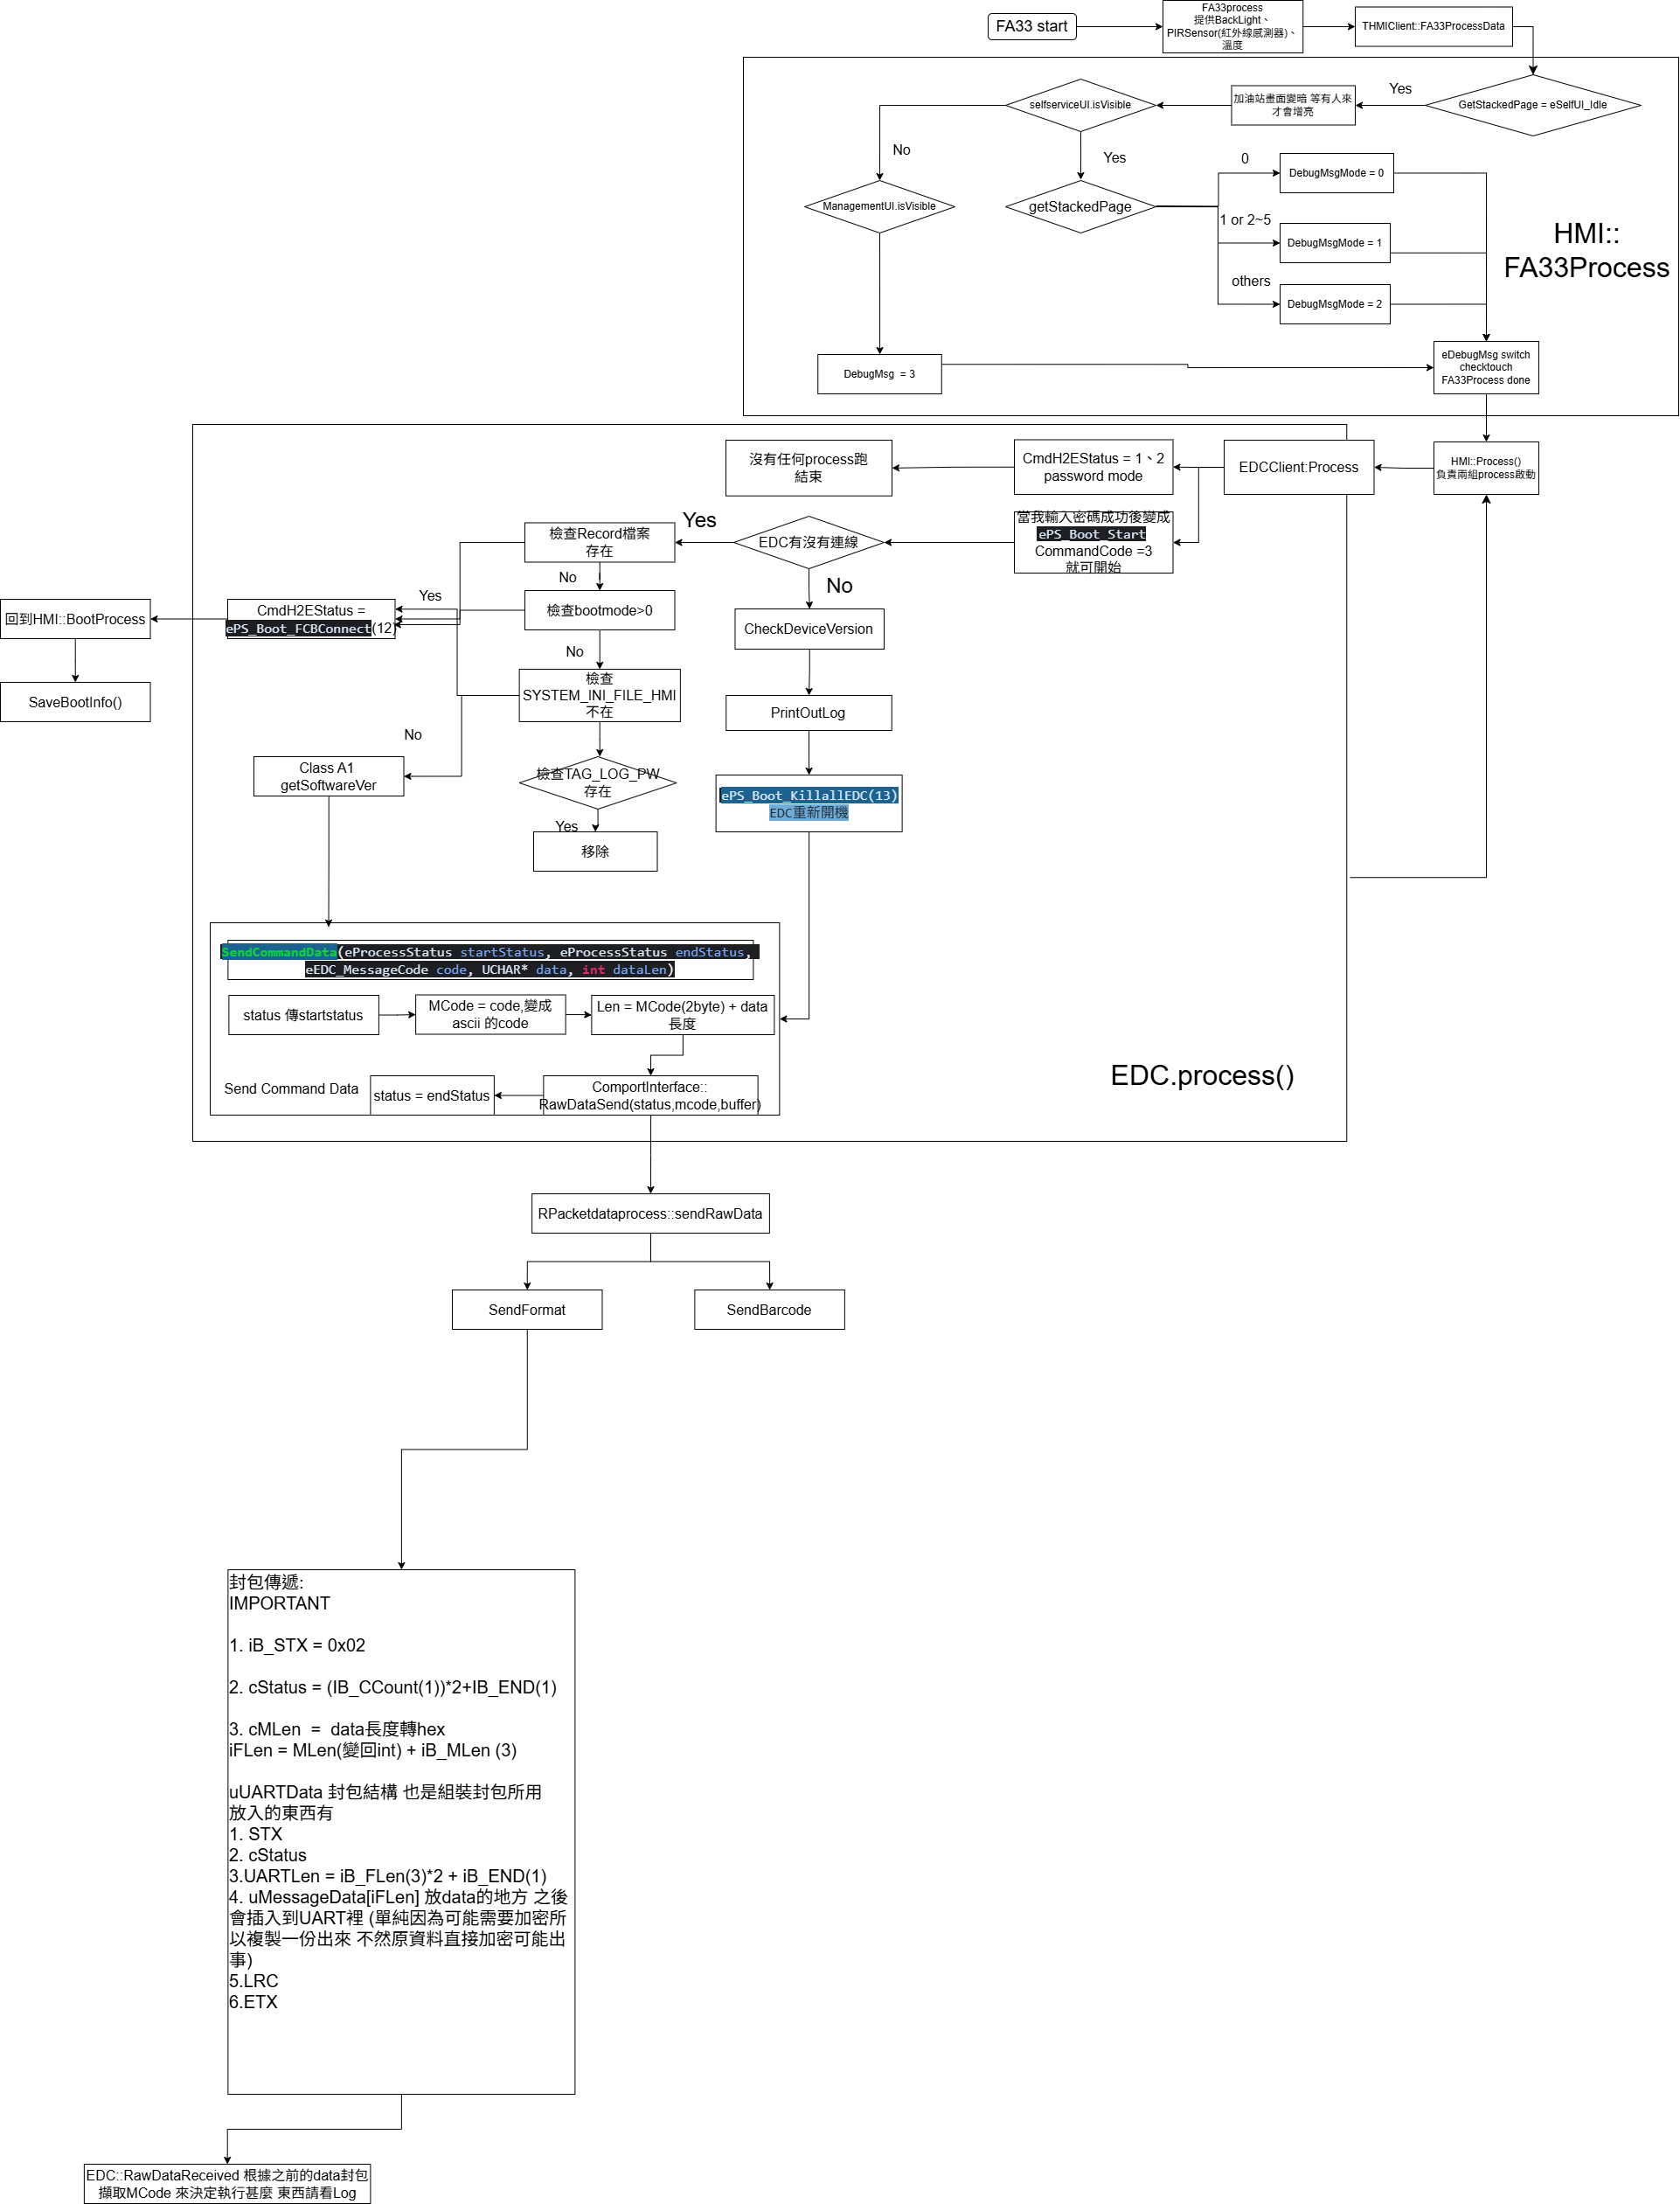 FA33 start
FA33process
提供BackLight、
PIRSensor(紅外線感測器)、
溫度
THMIClient::FA33ProcessData
GetStackedPage = eSelfUI_Idle
Yes
加油站畫面變暗 等有人來
才會增亮
selfserviceUI.isVisible
No
Yes
ManagementUI.isVisible
getStackedPage
0
DebugMsgMode = 0
1 or 2~5
DebugMsgMode = 1
others
DebugMsgMode = 2
HMI::
FA33Process
DebugMsg  = 3
eDebugMsg switch
checktouch
FA33Process done
HMI::Process()
負責兩組process啟動
EDCClient:Process
CmdH2EStatus = 1、2
password mode
沒有任何process跑
結束
當我輸入密碼成功後變成
ePS_Boot_Start
CommandCode =3
就可開始
EDC有沒有連線
Yes
No
檢查Record檔案
存在
No
檢查bootmode>0
Yes
No
CmdH2EStatus =
ePS_Boot_FCBConnect(12)
回到HMI::BootProcess
SaveBootInfo()
檢查
SYSTEM_INI_FILE_HMI
不在
No
Class A1
getSoftwareVer
檢查TAG_LOG_PW
存在
Yes
移除
CheckDeviceVersion
PrintOutLog
ePS_Boot_KillallEDC(13)
EDC重新開機
SendCommandData(eProcessStatus startStatus, eProcessStatus endStatus,
eEDC_MessageCode code, UCHAR* data, int dataLen)
status 傳startstatus
MCode = code,變成
ascii 的code
Len = MCode(2byte) + data
長度
Send Command Data
status = endStatus
ComportInterface::
RawDataSend(status,mcode,buffer)
EDC.process()
RPacketdataprocess::sendRawData
SendFormat
SendBarcode
封包傳遞:
IMPORTANT
1. iB_STX = 0x02
2. cStatus = (IB_CCount(1))*2+IB_END(1)
3. cMLen  =  data長度轉hex
iFLen = MLen(變回int) + iB_MLen (3)
uUARTData 封包結構 也是組裝封包所用
放入的東西有
1. STX
2. cStatus
3.UARTLen = iB_FLen(3)*2 + iB_END(1)
4. uMessageData[iFLen] 放data的地方 之後
會插入到UART裡 (單純因為可能需要加密所
以複製一份出來 不然原資料直接加密可能出
事)
5.LRC
6.ETX
EDC::RawDataReceived 根據之前的data封包
擷取MCode 來決定執行甚麼 東西請看Log